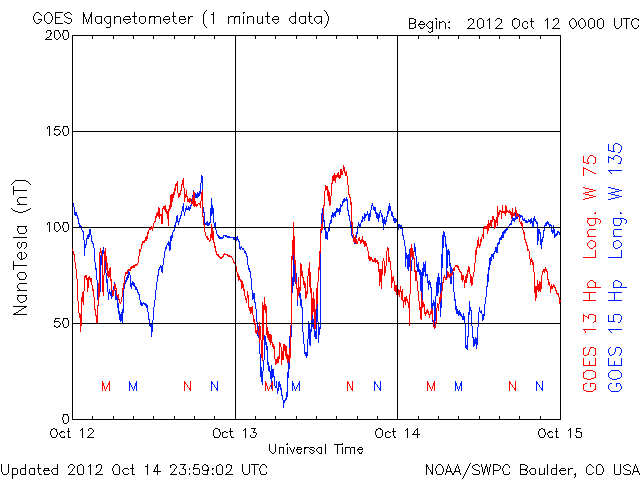 GOES Magnetometer (1 minute data)
Begin: 2012 Oct 12 0000 UTC
200
150
100
50
0
NanoTesla (nT)
GOES 13 Hp Long. W 75
GOES 15 Hp Long. W 135
M M N N M M N N M M N N
Oct 12 Oct 13 Oct 14 Oct 15
Universal Time
Updated 2012 Oct 14 23:59:02 UTC
NOAA/SWPC Boulder, CO USA